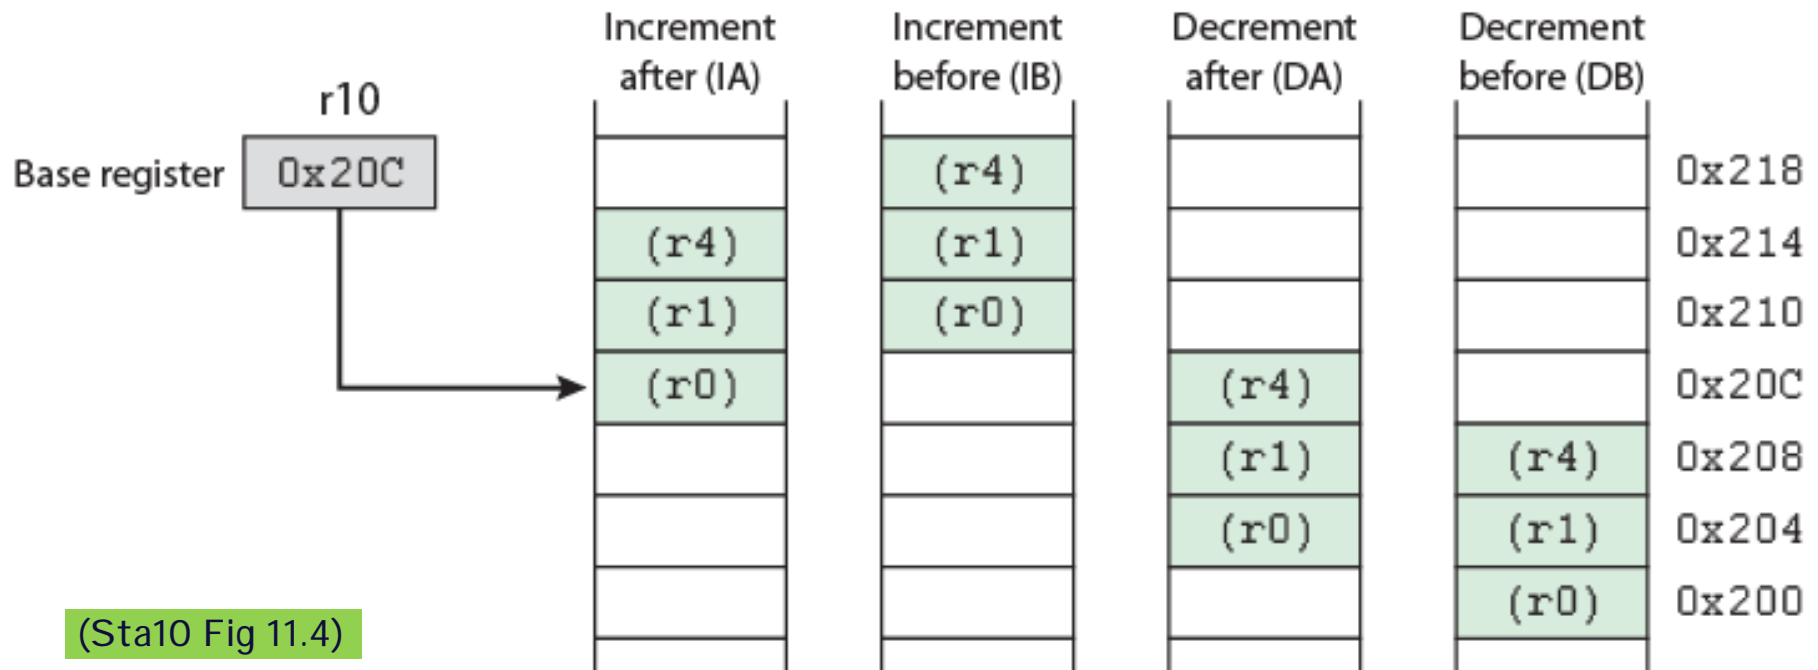 Increment
after (IA)
Increment
before (IB)
Decrement
after (DA)
Decrement
before (DB)
r10
Base register
0x20C
(r4)
0x218
(r4)
(r1)
0x214
(r1)
(r0)
0x210
(r0)
(r4)
0x20C
(r1)
(r4)
0x208
(r0)
(r1)
0x204
(r0)
0x200
(Sta10 Fig 11.4)